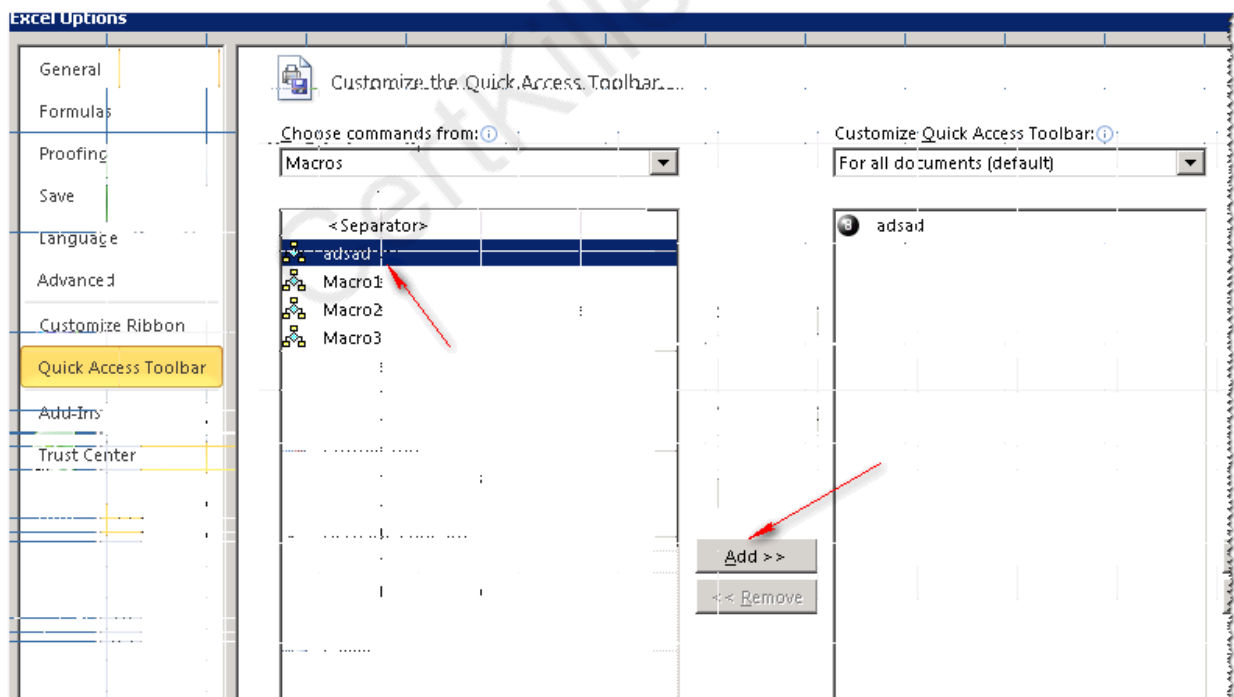 Excel Options
General
Formulas
Proofing
Save
Language
Advanced
Customize Ribbon
Quick Access Toolbar
Add-Ins
Trust Center
Customize the Quick Access Toolbar.
Choose commands from:
Macros
<Separator>
adsad
Macro1
Macro2
Macro3
Add >>
<< Remove
Customize Quick Access Toolbar:
For all documents (default)
adsad